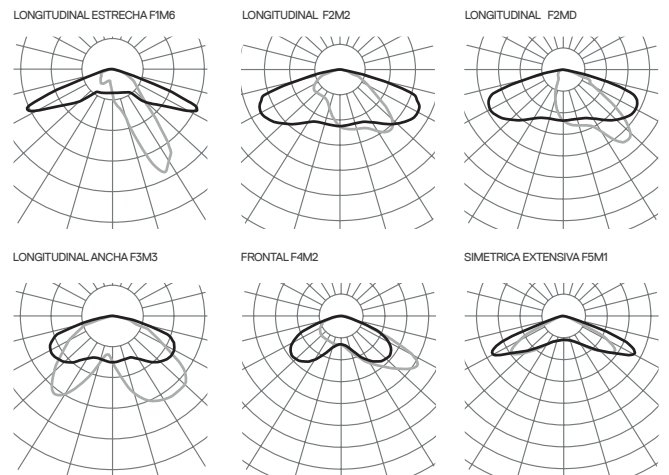 LONGITUDINAL ESTRECHA F1M6
LONGITUDINAL F2M2
LONGITUDINAL F2MD
LONGITUDINAL ANCHA F3M3
FRONTAL F4M2
SIMETRICA EXTENSIVA F5M1